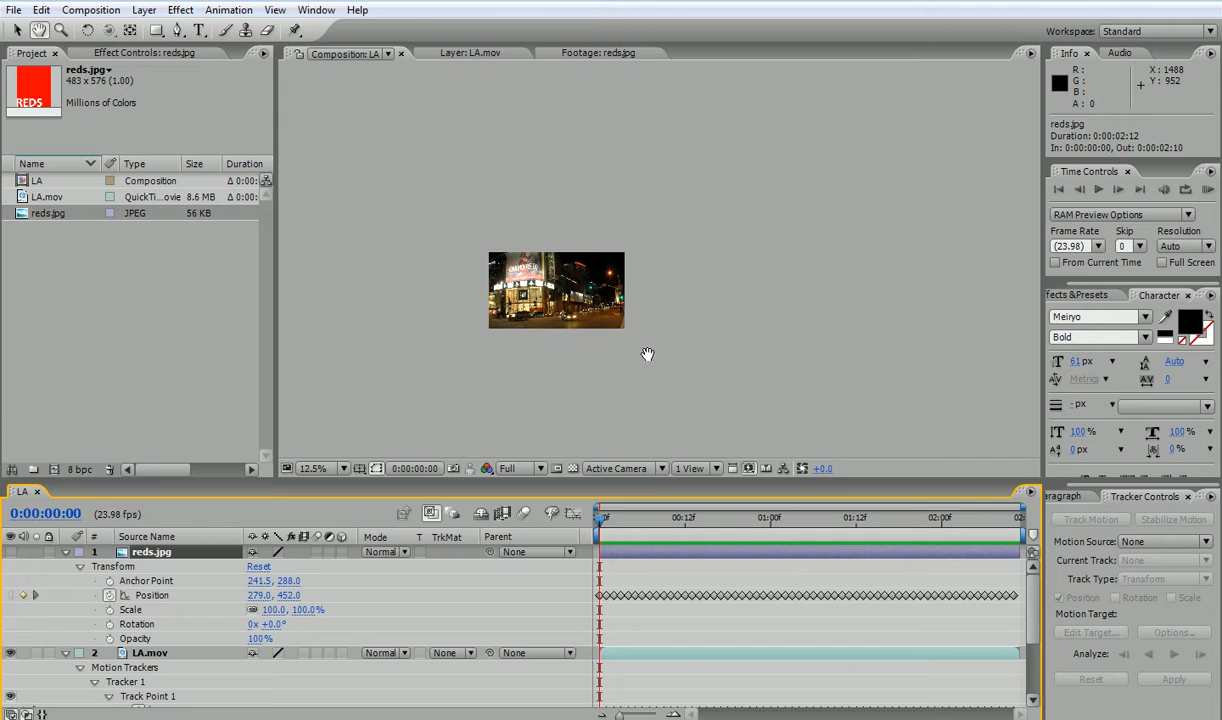 File Edit Composition Layer Effect Animation View Window Help
Workspace: Standard
Project Effect Controls: reds.jpg
Composition: LA Layer: LA.mov Footage: reds.jpg
Info Audio
reds.jpg
483 x 576 (1.00)
Millions of Colors
REDS
R :
G :
B :
A : 0
X : 1488
Y : 952
reds.jpg
Duration: 0:00:02:12
In: 0:00:00:00, Out: 0:00:02:10
Name Type Size Duration
LA Composition Δ 0:00:
LA.mov QuickTi...ovie 8.6 MB Δ 0:00:
reds.jpg JPEG 56 KB
8 bpc
Time Controls
RAM Preview Options
Frame Rate Skip Resolution
(23.98) 0 Auto
From Current Time Full Screen
ffects & Presets Character
Meiryo
Bold
61 px Auto
Metrics 0
- px
100 % 100 %
0 px 0 %
12.5% 0:00:00:00 Full Active Camera 1 View +0.0
LA
0:00:00:00 (23.98 fps)
0f 00:12f 01:00f 01:12f 02:00f 02:
# Source Name Mode T TrkMat Parent
1 reds.jpg Normal None
Transform Reset
Anchor Point 241.5, 288.0
Position 279.0, 452.0
Scale 100.0, 100.0%
Rotation 0x +0.0°
Opacity 100%
2 LA.mov Normal None None
Motion Trackers
Tracker 1
Track Point 1
aragraph Tracker Controls
Track Motion Stabilize Motion
Motion Source: None
Current Track: None
Track Type: Transform
Position Rotation Scale
Motion Target:
Edit Target... Options...
Analyze:
Reset Apply